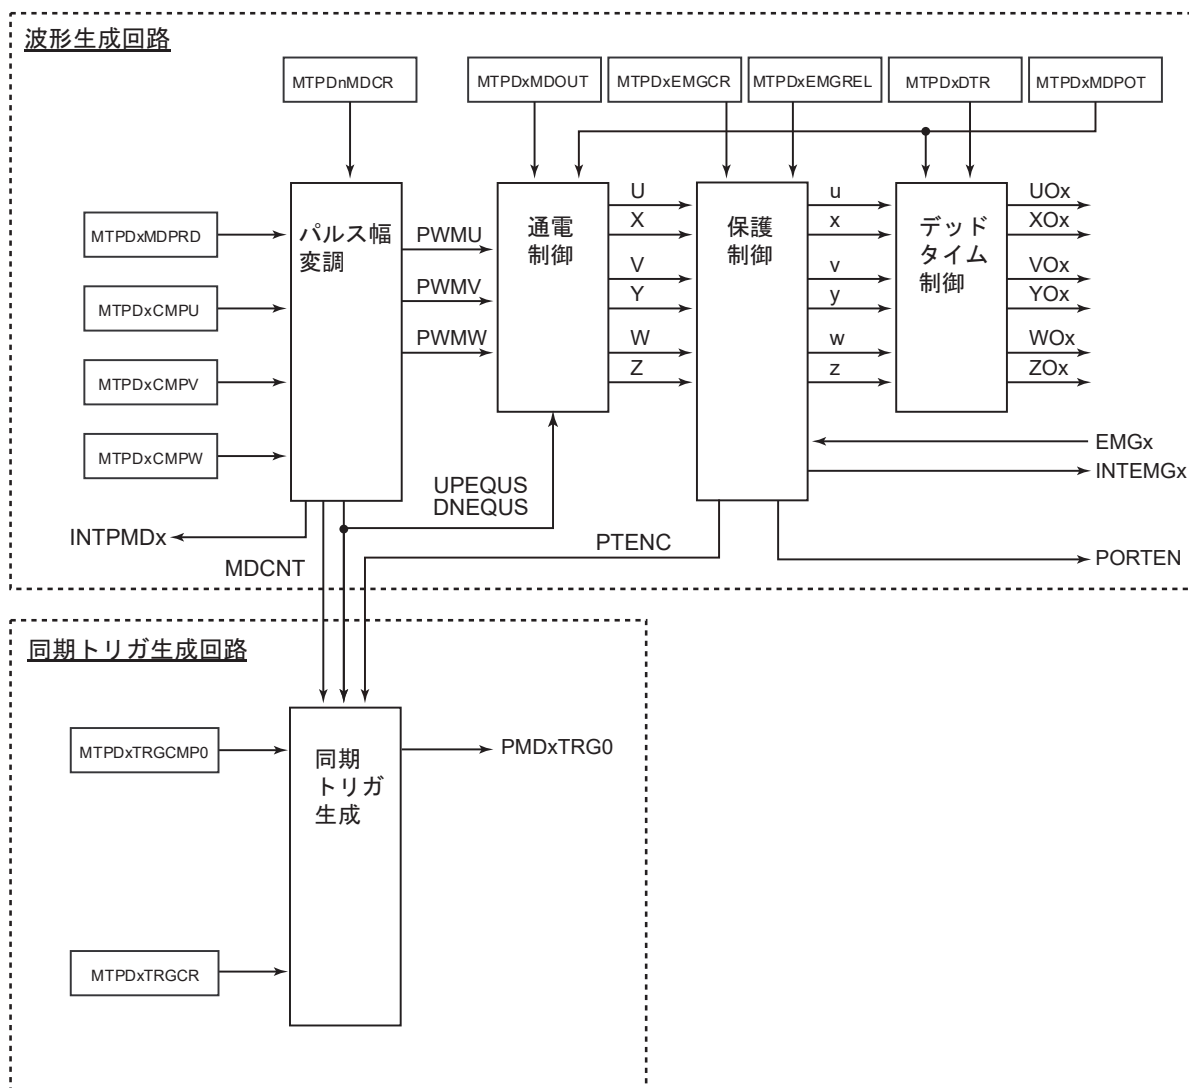 波形生成回路
MTPDnMDCR
MTPDxMDOUT
MTPDxEMGCR
MTPDxEMGREL
MTPDxDTR
MTPDxMDPOT
MTPDxMDPRD
MTPDxCMPU
MTPDxCMPV
MTPDxCMPW
パルス幅
変調
PWMU
PWMV
PWMW
通電
制御
U
X
V
Y
W
Z
保護
制御
u
x
v
y
w
z
デッド
タイム
制御
UOx
XOx
VOx
YOx
WOx
ZOx
EMGx
INTEMGx
UPEQUS
DNEQUS
INTPMDx
MDCNT
PTENC
PORTEN
同期トリガ生成回路
MTPDxTRGCMP0
同期
トリガ
生成
PMDxTRG0
MTPDxTRGCR